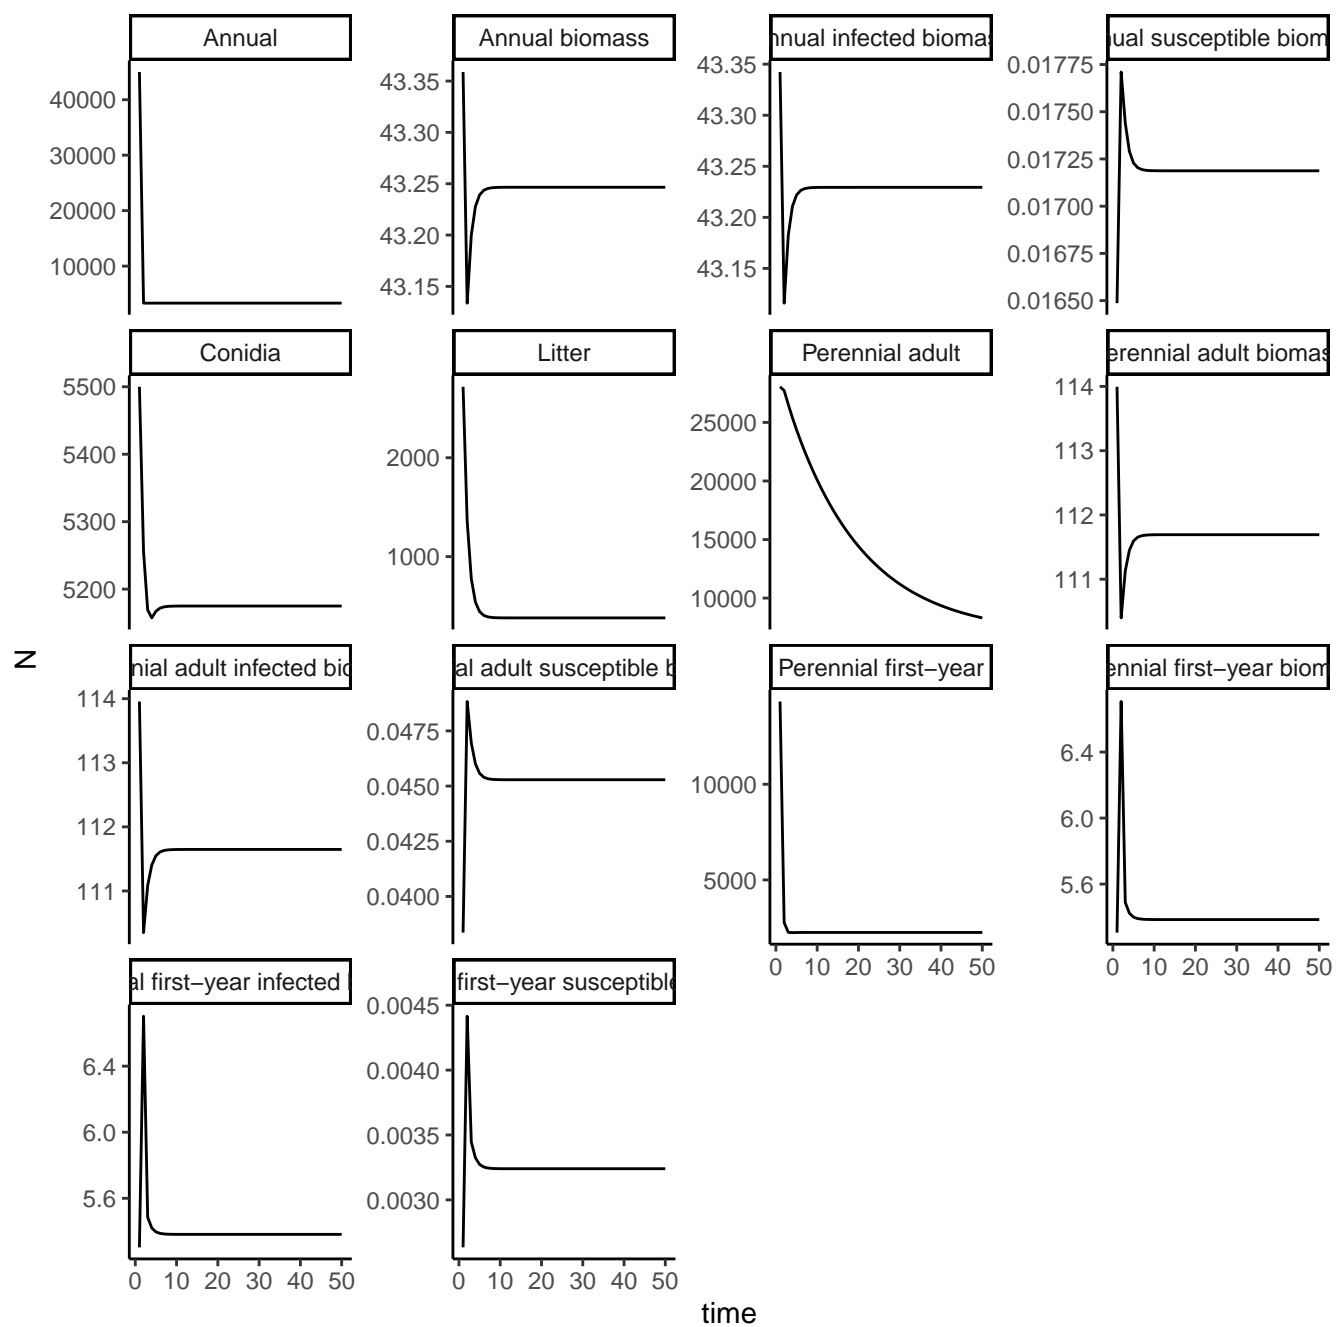 Annual
Annual biomass
nnual infected biomas
ual susceptible biom
40000
30000
20000
10000
43.35
43.30
43.25
43.20
43.15
43.35
43.30
43.25
43.20
43.15
0.01775
0.01750
0.01725
0.01700
0.01675
0.01650
Conidia
Litter
Perennial adult
erennial adult biomas
5500
5400
5300
5200
2000
1000
25000
20000
15000
10000
114
113
112
111
N
nial adult infected bio
al adult susceptible b
Perennial first−year
ennial first−year biom
114
113
112
111
0.0475
0.0450
0.0425
0.0400
10000
5000
6.4
6.0
5.6
0 10 20 30 40 50
0 10 20 30 40 50
al first−year infected
first−year susceptible
6.4
6.0
5.6
0.0045
0.0040
0.0035
0.0030
0 10 20 30 40 50
0 10 20 30 40 50
time